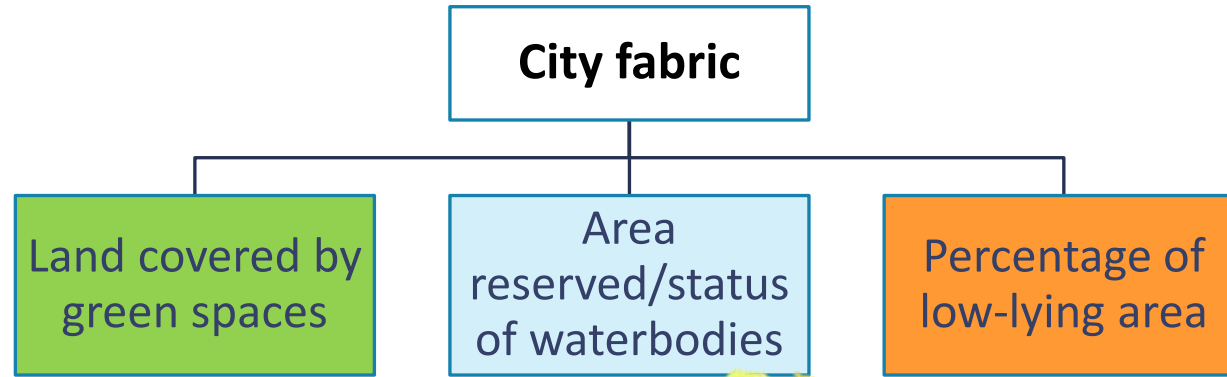 City fabric
Land covered by
green spaces
Area
reserved/status
of waterbodies
Percentage of
low-lying area